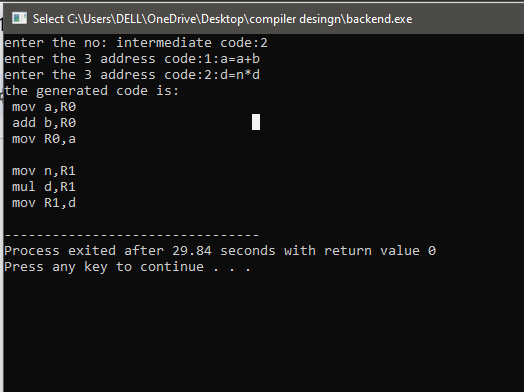 Select C:\Users\DELL\OneDrive\Desktop\compiler desingn\backend.exe
enter the no: intermediate code:2
enter the 3 address code:1:a=a+b
enter the 3 address code:2:d=n*d
the generated code is:
mov a,R0
add b,R0
mov R0,a
mov n,R1
mul d,R1
mov R1,d
--------------------------------
Process exited after 29.84 seconds with return value 0
Press any key to continue . . .